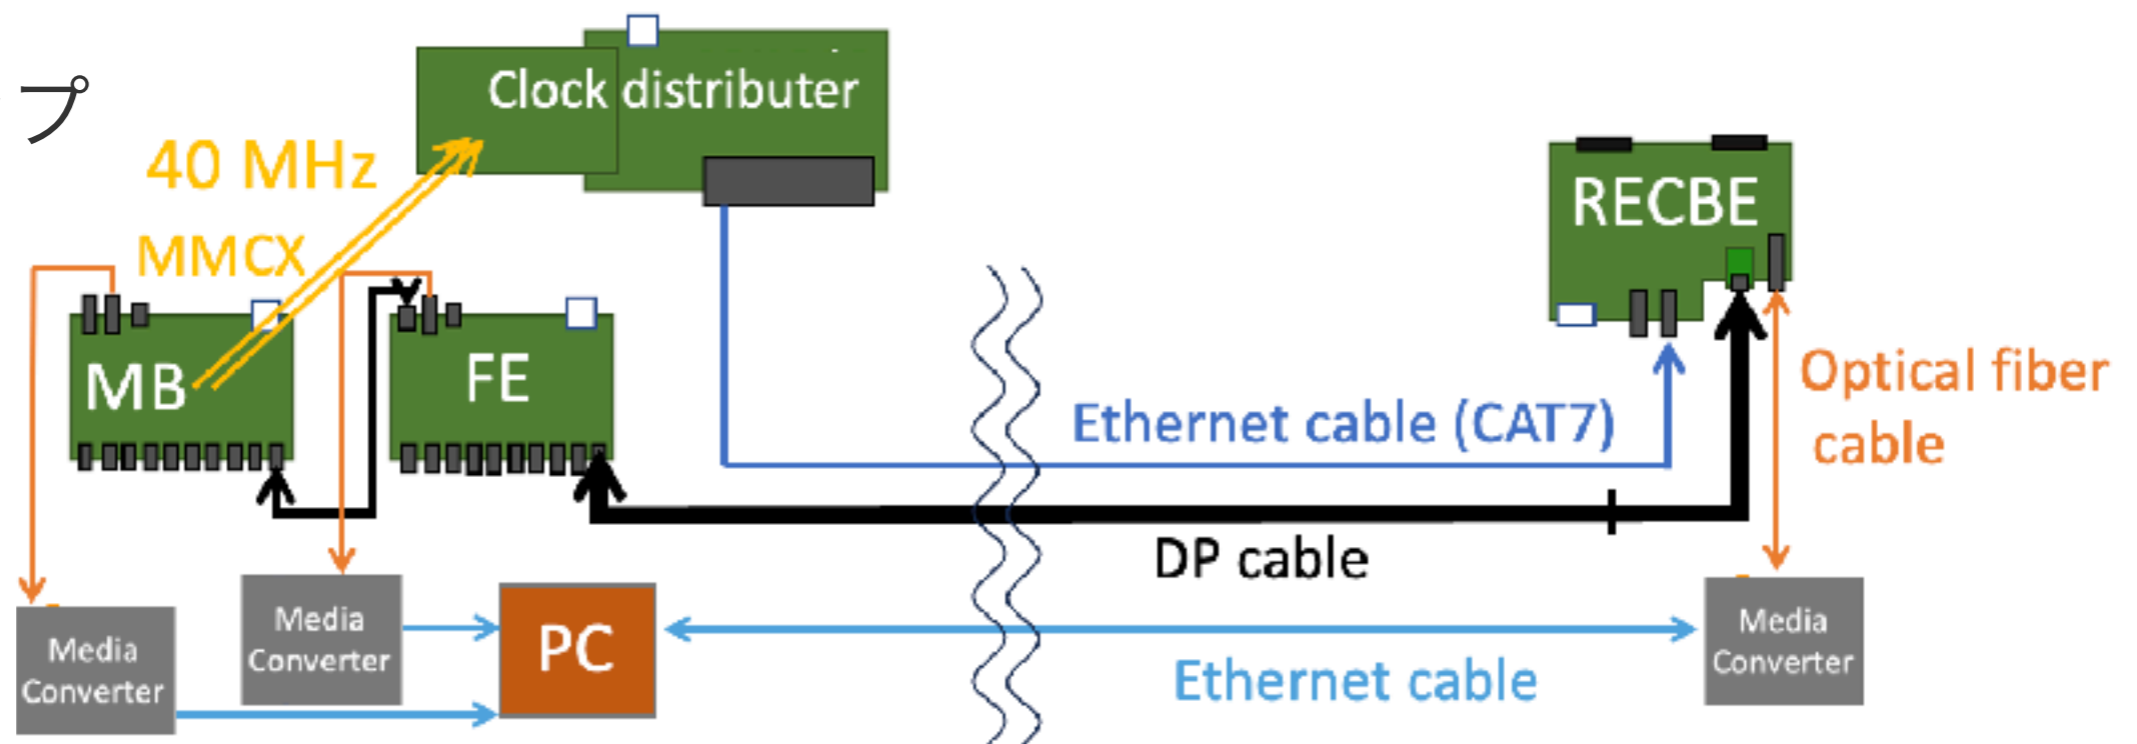 プ
Clock distributer
40 MHz
MMCX
RECBE
MB
FE
Ethernet cable (CAT7)
Optical fiber
cable
DP cable
Media
Converter
Media
Converter
PC
Media
Converter
Ethernet cable